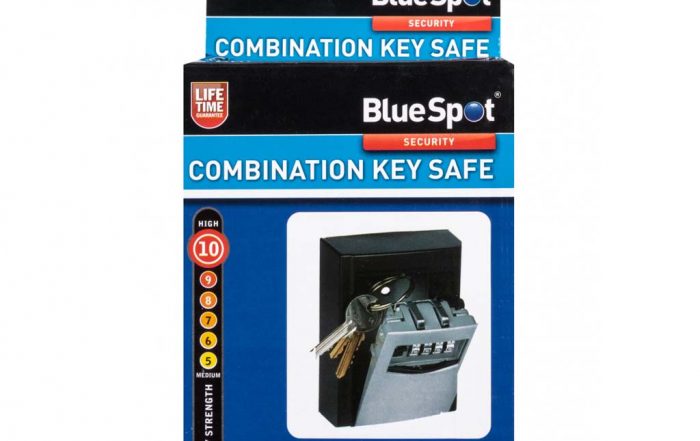 BlueSpot
SECURITY
COMBINATION KEY SAFE
LIFE
TIME
GUARANTEE
BlueSpot®
SECURITY
COMBINATION KEY SAFE
HIGH
10
9
8
7
6
5
MEDIUM
STRENGTH